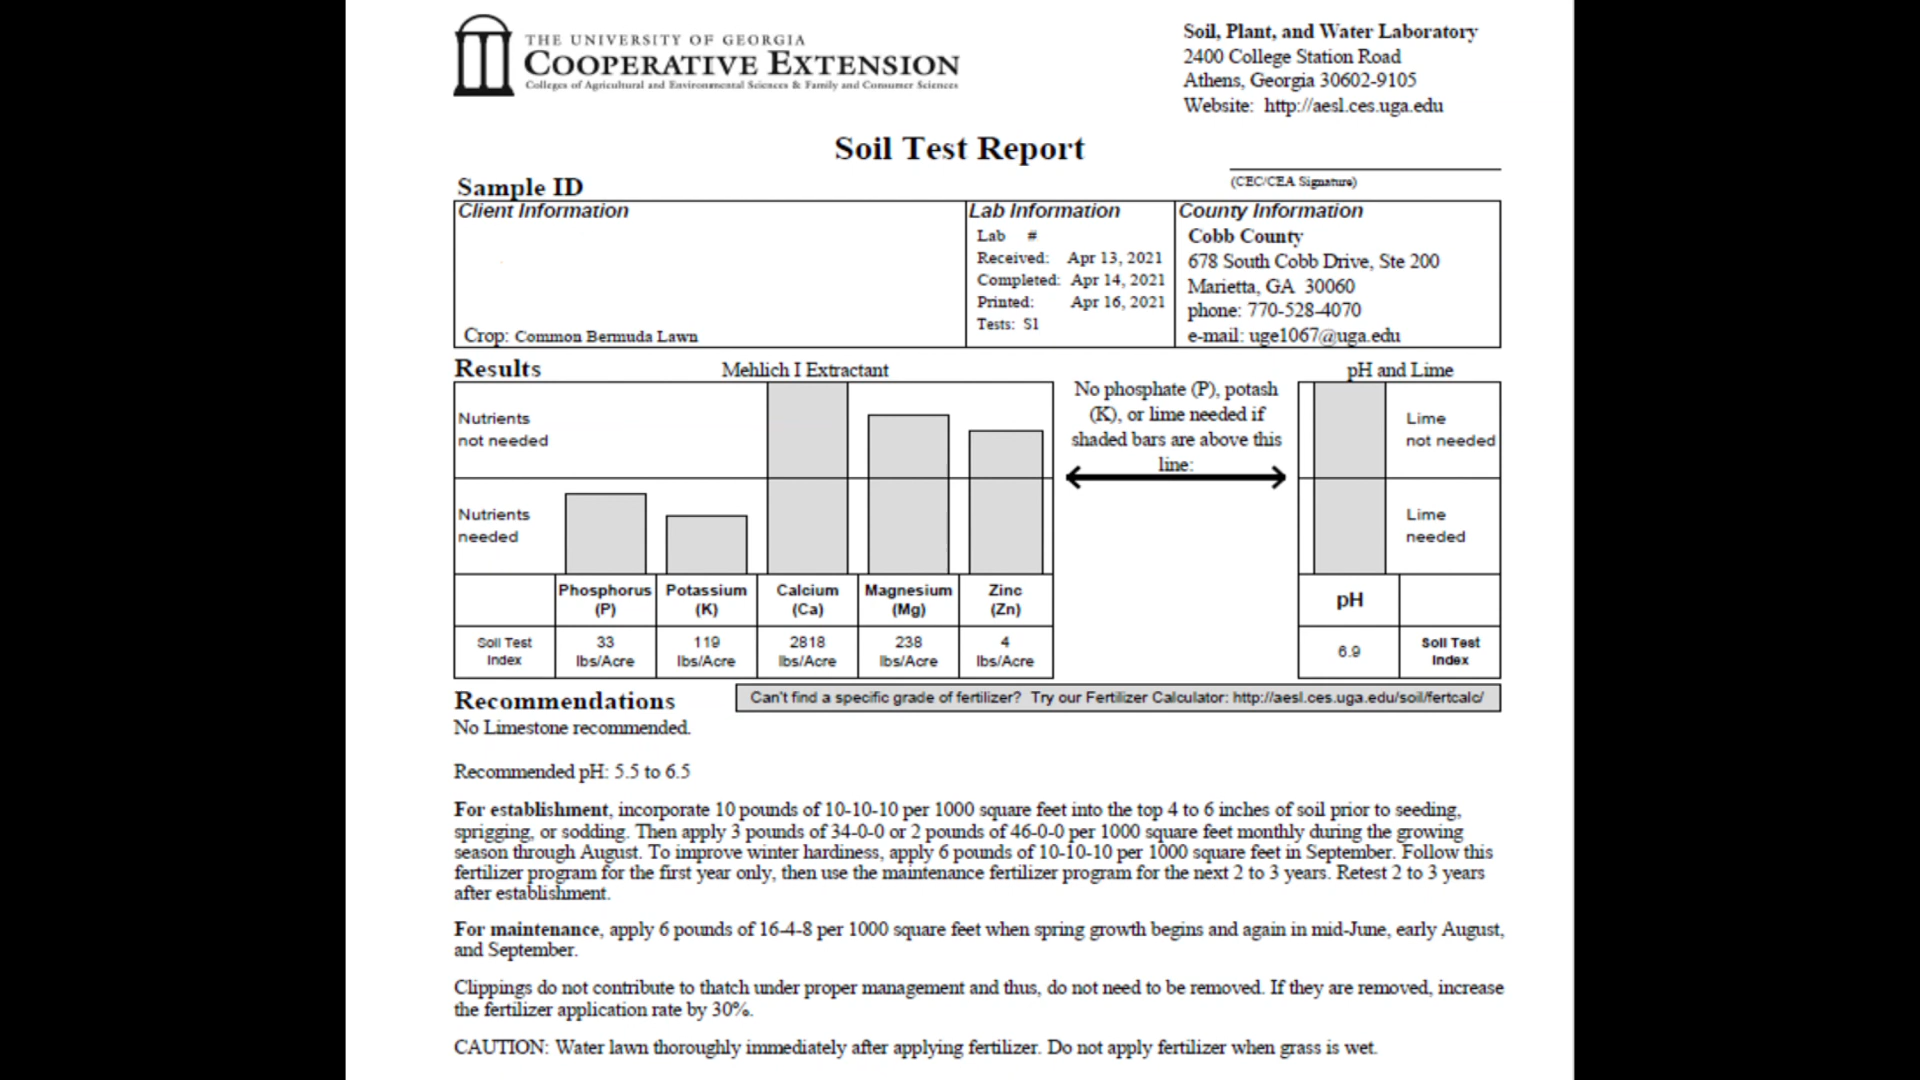 THE UNIVERSITY OF GEORGIA
COOPERATIVE EXTENSION
Colleges of Agricultural and Environmental Sciences & Family and Consumer Sciences
Soil, Plant, and Water Laboratory
2400 College Station Road
Athens, Georgia 30602-9105
Website: http://aesl.ces.uga.edu
Soil Test Report
(CEC/CEA Signature)
Sample ID
Client Information
Crop: Common Bermuda Lawn
Lab Information
Lab #
Received: Apr 13, 2021
Completed: Apr 14, 2021
Printed: Apr 16, 2021
Tests: S1
County Information
Cobb County
678 South Cobb Drive, Ste 200
Marietta, GA 30060
phone: 770-528-4070
e-mail: uge1067@uga.edu
Results
Mehlich I Extractant
pH and Lime
Nutrients
not needed
Nutrients
needed
No phosphate (P), potash
(K), or lime needed if
shaded bars are above this
line:
Lime
not needed
Lime
needed
Phosphorus
(P)
Potassium
(K)
Calcium
(Ca)
Magnesium
(Mg)
Zinc
(Zn)
pH
Soil Test
Index
33
lbs/Acre
119
lbs/Acre
2818
lbs/Acre
238
lbs/Acre
4
lbs/Acre
6.9
Soil Test
Index
Recommendations
Can't find a specific grade of fertilizer? Try our Fertilizer Calculator: http://aesl.ces.uga.edu/soil/fertcalc/
No Limestone recommended.
Recommended pH: 5.5 to 6.5
For establishment, incorporate 10 pounds of 10-10-10 per 1000 square feet into the top 4 to 6 inches of soil prior to seeding,
sprigging, or sodding. Then apply 3 pounds of 34-0-0 or 2 pounds of 46-0-0 per 1000 square feet monthly during the growing
season through August. To improve winter hardiness, apply 6 pounds of 10-10-10 per 1000 square feet in September. Follow this
fertilizer program for the first year only, then use the maintenance fertilizer program for the next 2 to 3 years. Retest 2 to 3 years
after establishment.
For maintenance, apply 6 pounds of 16-4-8 per 1000 square feet when spring growth begins and again in mid-June, early August,
and September.
Clippings do not contribute to thatch under proper management and thus, do not need to be removed. If they are removed, increase
the fertilizer application rate by 30%.
CAUTION: Water lawn thoroughly immediately after applying fertilizer. Do not apply fertilizer when grass is wet.